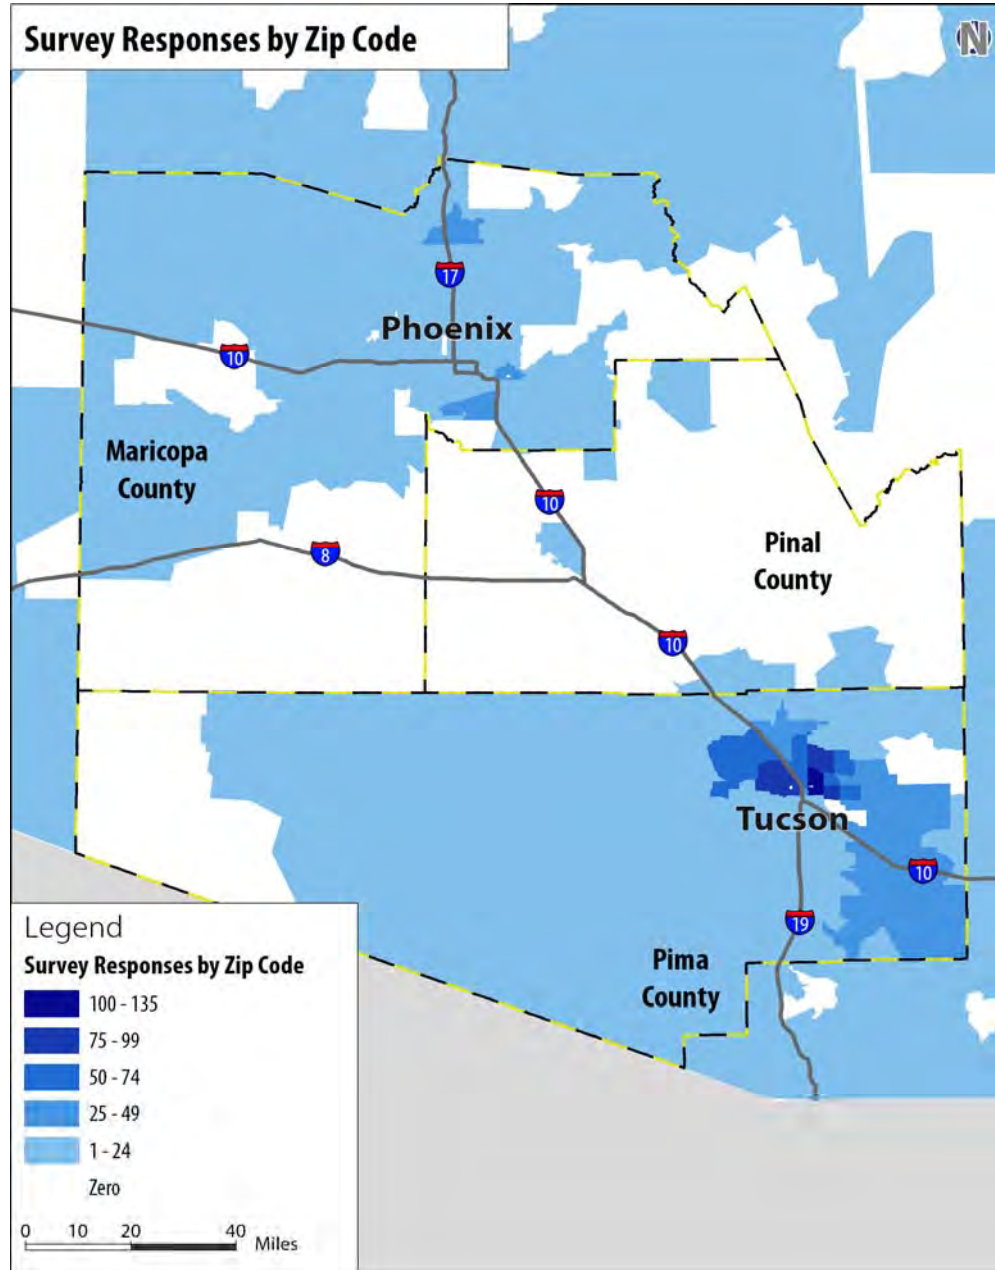 Survey Responses by Zip Code
N
17
Phoenix
10
Maricopa
County
10
8
Pinal
County
10
Tucson
10
19
Pima
County
Legend
Survey Responses by Zip Code
100 - 135
75 - 99
50 - 74
25 - 49
1 - 24
Zero
0 10 20 40 Miles